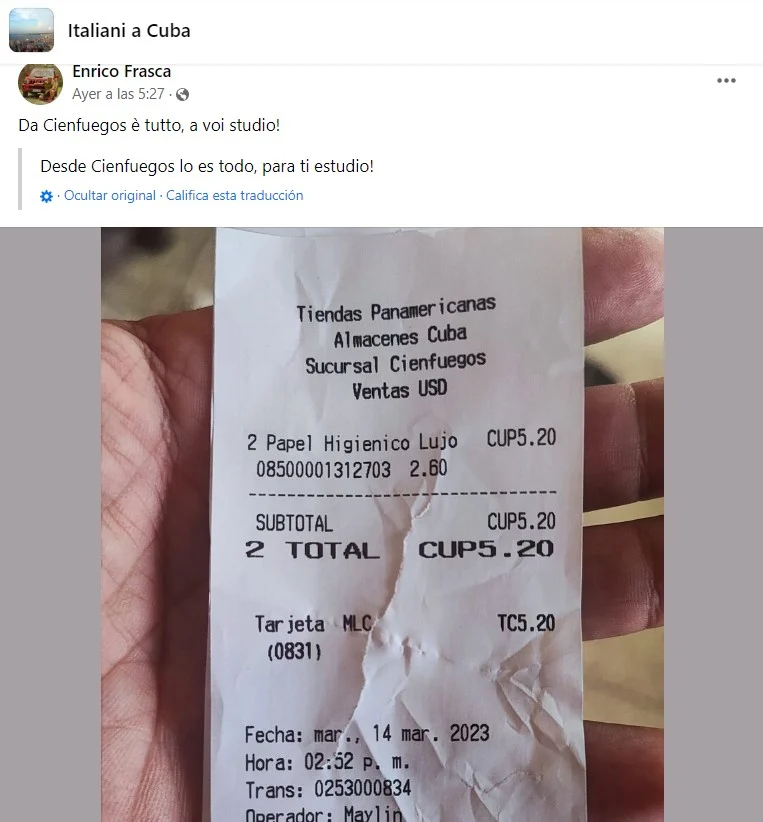 Italiani a Cuba
Enrico Frasca
Ayer a las 5:27 ·
Da Cienfuegos è tutto, a voi studio!
Desde Cienfuegos lo es todo, para ti estudio!
· Ocultar original · Califica esta traducción
Tiendas Panamericanas
Almacenes Cuba
Sucursal Cienfuegos
Ventas USD
2 Papel Higienico Lujo CUP5.20
08500001312703 2.60
--------------------------------
SUBTOTAL CUP5.20
2 TOTAL CUP5.20
Tarjeta MLC TC5.20
(0831)
Fecha: mar., 14 mar. 2023
Hora: 02:52 p. m.
Trans: 0253000834
Operador: Maylin